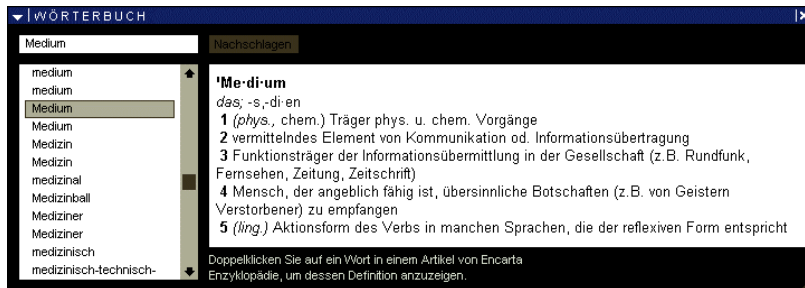 WÖRTERBUCH
Medium
Nachschlagen
medium
medium
Medium
Medium
Medizin
Medizin
medizinal
Medizinball
Mediziner
Mediziner
medizinisch
medizinisch-technisch-
'Me·di·um
das; -s,-di·en
1 (phys., chem.) Träger phys. u. chem. Vorgänge
2 vermittelndes Element von Kommunikation od. Informationsübertragung
3 Funktionsträger der Informationsübermittlung in der Gesellschaft (z.B. Rundfunk,
Fernsehen, Zeitung, Zeitschrift)
4 Mensch, der angeblich fähig ist, übersinnliche Botschaften (z.B. von Geistern
Verstorbener) zu empfangen
5 (ling.) Aktionsform des Verbs in manchen Sprachen, die der reflexiven Form entspricht
Doppelklicken Sie auf ein Wort in einem Artikel von Encarta
Enzyklopädie, um dessen Definition anzuzeigen.